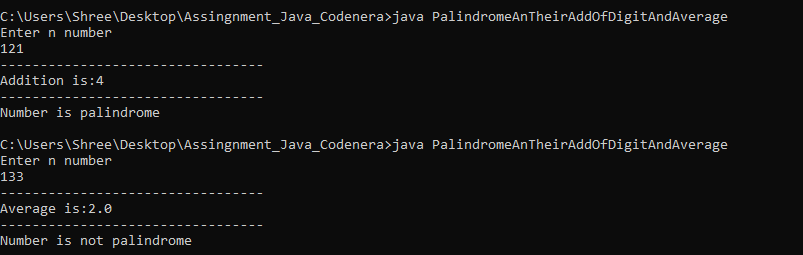 C:\Users\Shree\Desktop\Assingnment_Java_Codenera>java PalindromeAnTheirAddOfDigitAndAverage
Enter n number
121
---------------------------------
Addition is:4
---------------------------------
Number is palindrome
C:\Users\Shree\Desktop\Assingnment_Java_Codenera>java PalindromeAnTheirAddOfDigitAndAverage
Enter n number
133
---------------------------------
Average is:2.0
---------------------------------
Number is not palindrome